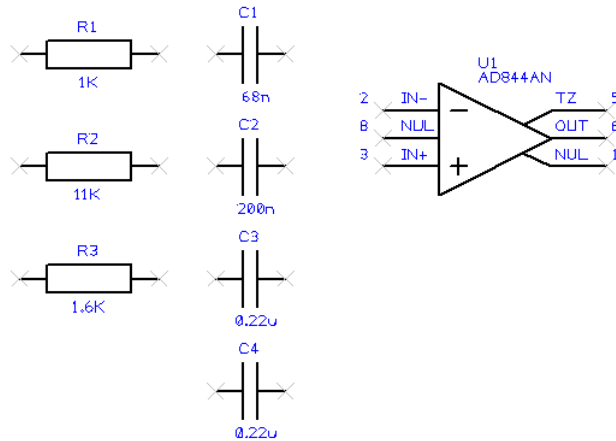 R1
1K
C1
68n
U1
AD844AN
2 IN- TZ 5
8 NUL OUT 6
3 IN+ NUL 1
R2
11K
C2
200n
R3
1.6K
C3
0.22u
C4
0.22u